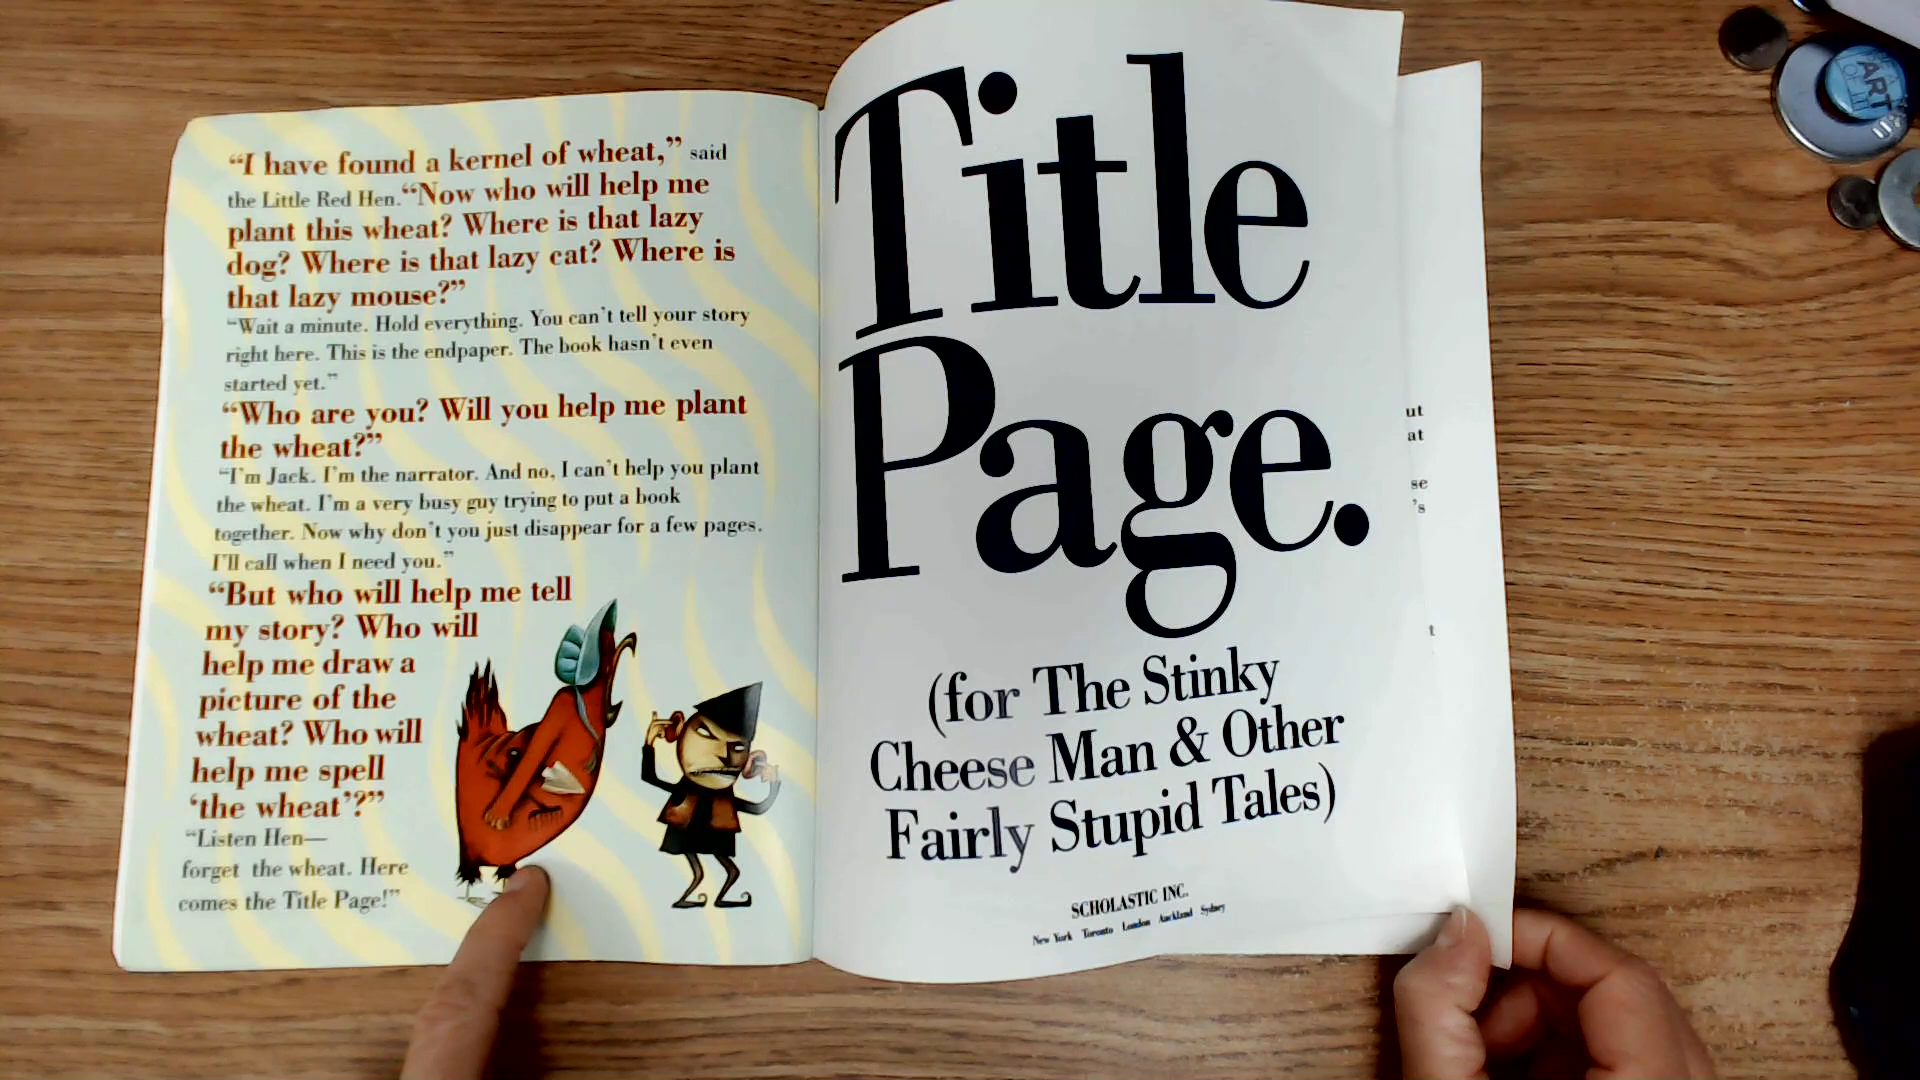 “I have found a kernel of wheat,” said
the Little Red Hen. “Now who will help me
plant this wheat? Where is that lazy
dog? Where is that lazy cat? Where is
that lazy mouse?”
“Wait a minute. Hold everything. You can’t tell your story
right here. This is the endpaper. The book hasn’t even
started yet.”
“Who are you? Will you help me plant
the wheat?”
“I’m Jack. I’m the narrator. And no, I can’t help you plant
the wheat. I’m a very busy guy trying to put a book
together. Now why don’t you just disappear for a few pages.
I’ll call when I need you.”
“But who will help me tell
my story? Who will
help me draw a
picture of the
wheat? Who will
help me spell
‘the wheat’?”
“Listen Hen—
forget the wheat. Here
comes the Title Page!”
Title
Page.
(for The Stinky
Cheese Man & Other
Fairly Stupid Tales)
SCHOLASTIC INC.
New York Toronto London Auckland Sydney
ut
at
se
’s
t
ART